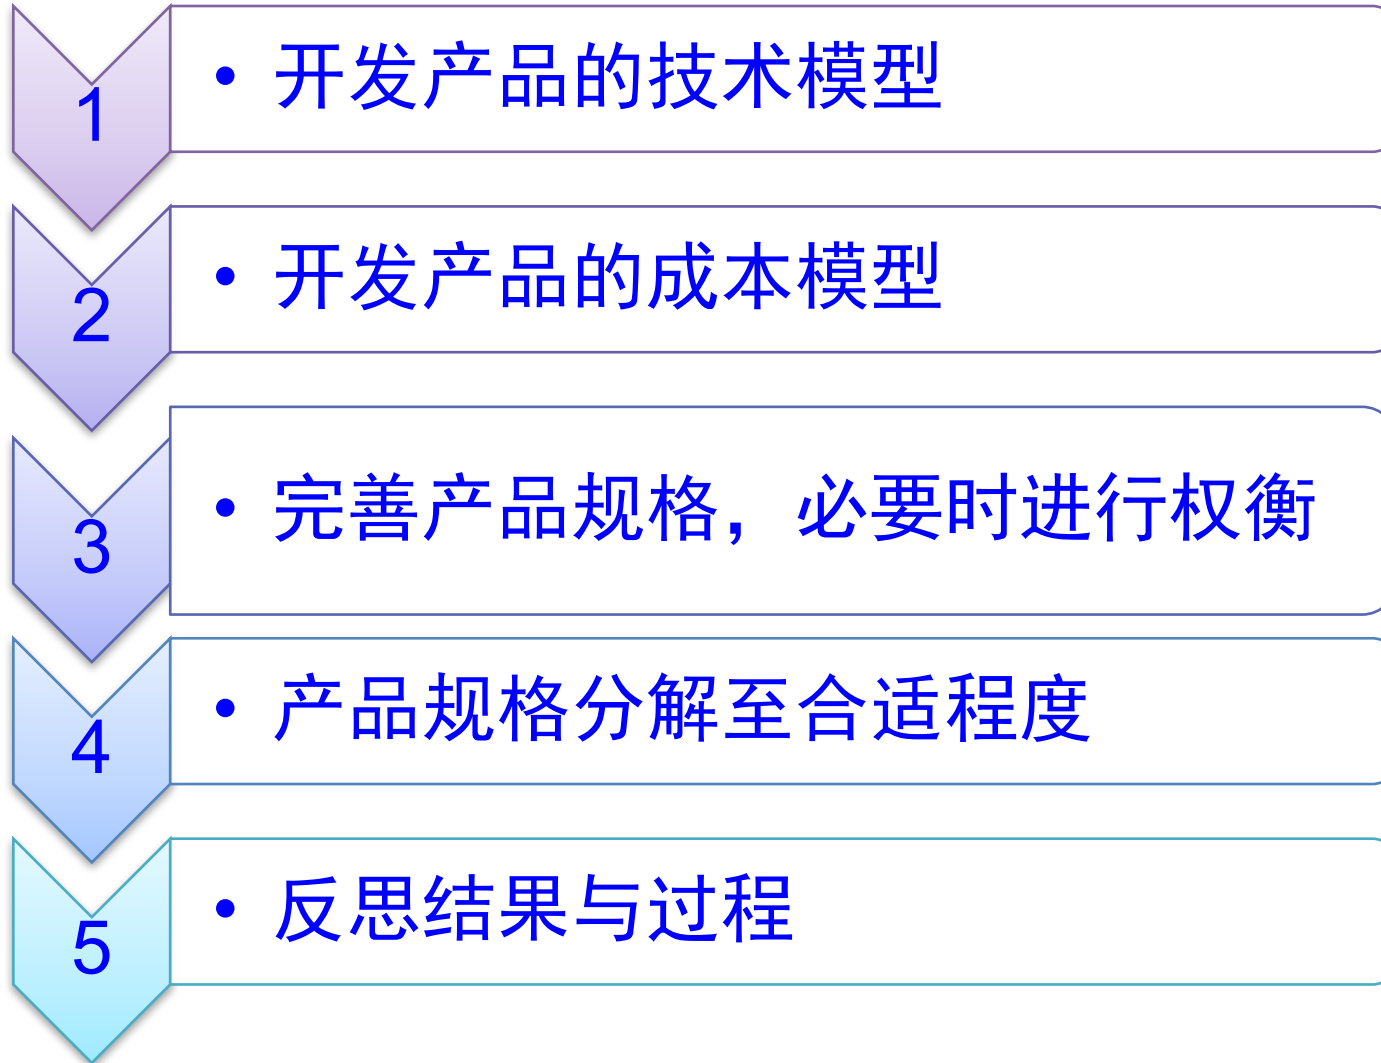 1
• 开发产品的技术模型
2
• 开发产品的成本模型
3
• 完善产品规格，必要时进行权衡
4
• 产品规格分解至合适程度
5
• 反思结果与过程